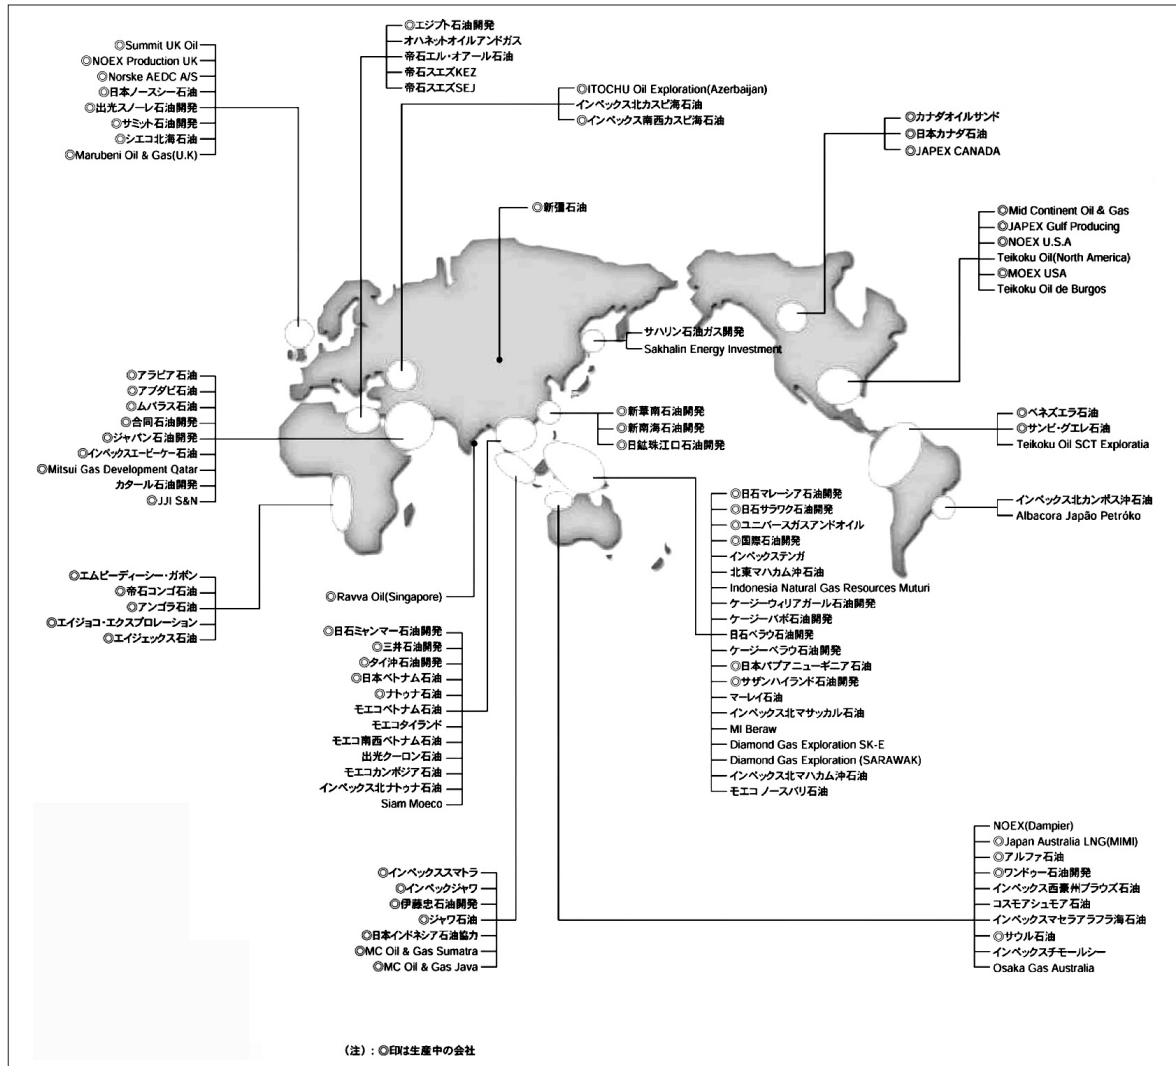 ◎Summit UK Oil
◎NOEX Production UK
◎Norske AEDC A/S
◎日本ノースシー石油
◎出光スノーレ石油開発
◎サミット石油開発
◎シエコ北海石油
◎Marubeni Oil & Gas(U.K)
◎エジプト石油開発
オハネットオイルアンドガス
帝石エル・オアール石油
帝石スエズKEZ
帝石スエズSEJ
◎ITOCHU Oil Exploration(Azerbaijan)
インペックス北カスピ海石油
◎インペックス南西カスピ海石油
◎カナダオイルサンド
◎日本カナダ石油
◎JAPEX CANADA
◎新彊石油
◎Mid Continent Oil & Gas
◎JAPEX Gulf Producing
◎NOEX U.S.A
Teikoku Oil(North America)
◎MOEX USA
Teikoku Oil de Burgos
サハリン石油ガス開発
Sakhalin Energy Investment
◎アラビア石油
◎アブダビ石油
◎ムバラス石油
◎合同石油開発
◎ジャパン石油開発
◎インペックスエービーケー石油
◎Mitsui Gas Development Qatar
カタール石油開発
◎JJI S&N
◎新華南石油開発
◎新南海石油開発
◎日鉱珠江口石油開発
◎ベネズエラ石油
◎サンビ・グエレ石油
Teikoku Oil SCT Exploratia
インペックス北カンポス沖石油
Albacora Japão Petróko
◎エムピーディーシー・ガボン
◎帝石コンゴ石油
◎アンゴラ石油
◎エイジョコ・エクスプロレーション
◎エイジェックス石油
◎Ravva Oil(Singapore)
◎日石ミャンマー石油開発
◎三井石油開発
◎タイ沖石油開発
◎日本ベトナム石油
◎ナトゥナ石油
モエコベトナム石油
モエコタイランド
モエコ南西ベトナム石油
出光クーロン石油
モエコカンボジア石油
インペックス北ナトゥナ石油
Siam Moeco
◎日石マレーシア石油開発
◎日石サラワク石油開発
◎ユニバースガスアンドオイル
◎国際石油開発
インペックステンガ
北東マハカム沖石油
Indonesia Natural Gas Resources Muturi
ケージーウィリアガール石油開発
ケージーバボ石油開発
日石ベラウ石油開発
ケージーベラウ石油開発
◎日本パプアニューギニア石油
◎サザンハイランド石油開発
マーレイ石油
インペックス北マサッカル石油
MI Beraw
Diamond Gas Exploration SK-E
Diamond Gas Exploration (SARAWAK)
インペックス北マハカム沖石油
モエコ ノースバリ石油
◎インペックススマトラ
◎インペックジャワ
◎伊藤忠石油開発
◎ジャワ石油
◎日本インドネシア石油協力
◎MC Oil & Gas Sumatra
◎MC Oil & Gas Java
NOEX(Dampier)
◎Japan Australia LNG(MIMI)
◎アルファ石油
◎ワンドゥー石油開発
インペックス西豪州ブラウズ石油
コスモアシュモア石油
インペックスマセラアラフラ海石油
◎サウル石油
インペックスチモールシー
Osaka Gas Australia
（注）：◎印は生産中の会社